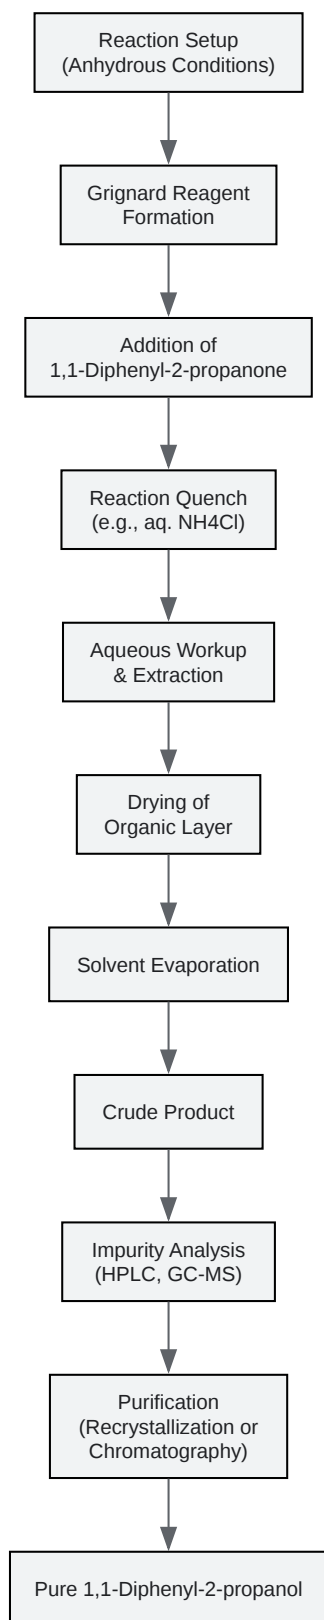 Reaction Setup
(Anhydrous Conditions)
Grignard Reagent
Formation
Addition of
1,1-Diphenyl-2-propanone
Reaction Quench
(e.g., aq. NH4Cl)
Aqueous Workup
& Extraction
Drying of
Organic Layer
Solvent Evaporation
Crude Product
Impurity Analysis
(HPLC, GC-MS)
Purification
(Recrystallization or
Chromatography)
Pure 1,1-Diphenyl-2-propanol